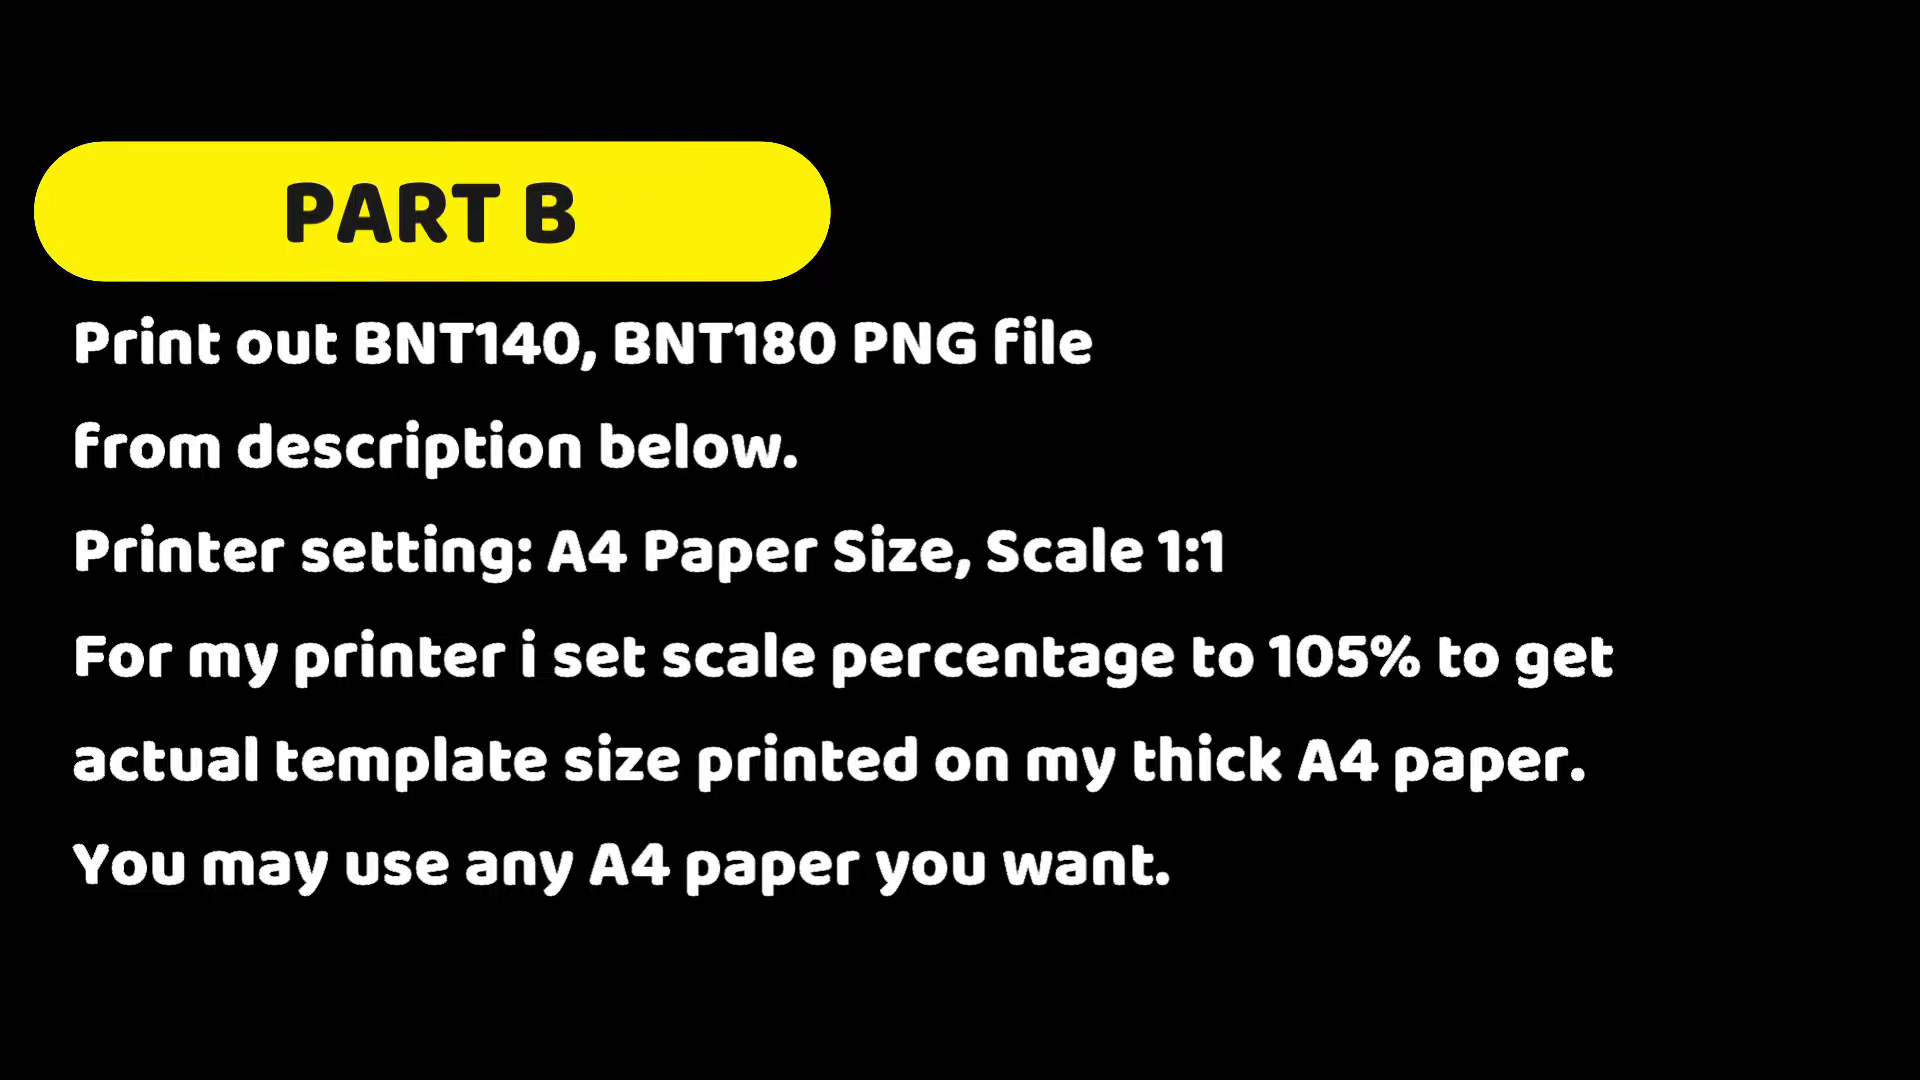 PART B
Print out BNT140, BNT180 PNG file
from description below.
Printer setting: A4 Paper Size, Scale 1:1
For my printer i set scale percentage to 105% to get
actual template size printed on my thick A4 paper.
You may use any A4 paper you want.